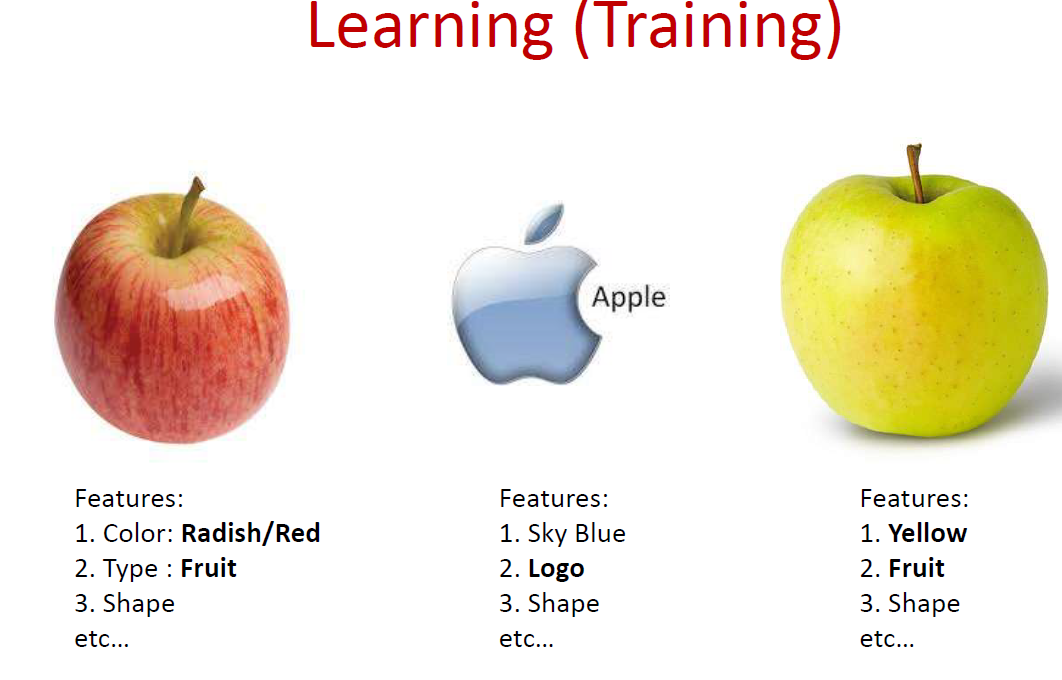 Learning (Training)
Apple
Features:
1. Color: Radish/Red
2. Type : Fruit
3. Shape
etc...
Features:
1. Sky Blue
2. Logo
3. Shape
etc...
Features:
1. Yellow
2. Fruit
3. Shape
etc...